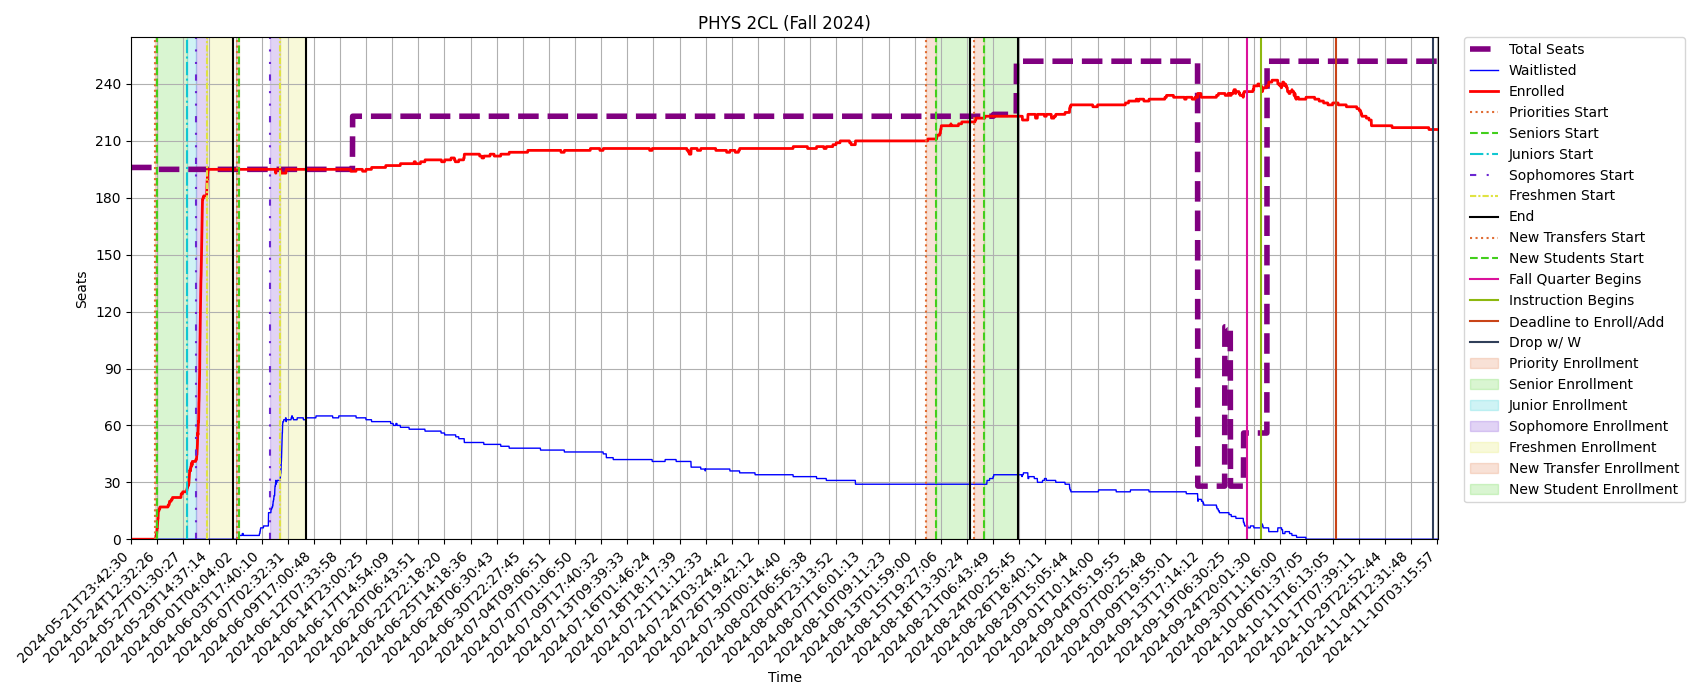 PHYS 2CL (Fall 2024)
Seats
240
210
180
150
120
90
60
30
0
2024-05-21T23:42:30
2024-05-24T12:32:26
2024-05-27T01:30:27
2024-05-29T14:37:14
2024-06-01T04:04:02
2024-06-03T17:40:10
2024-06-07T02:32:31
2024-06-09T17:00:48
2024-06-12T07:33:58
2024-06-14T23:00:25
2024-06-17T14:54:09
2024-06-20T06:43:51
2024-06-22T22:18:20
2024-06-25T14:18:36
2024-06-28T06:30:43
2024-06-30T22:27:45
2024-07-04T09:06:51
2024-07-07T01:06:50
2024-07-09T17:40:32
2024-07-13T09:39:33
2024-07-16T01:46:24
2024-07-18T18:17:39
2024-07-21T11:12:33
2024-07-24T03:24:42
2024-07-26T19:42:12
2024-07-30T00:14:40
2024-08-02T06:56:38
2024-08-04T23:13:52
2024-08-07T16:01:13
2024-08-10T09:11:23
2024-08-13T01:59:00
2024-08-15T19:27:06
2024-08-18T13:30:24
2024-08-21T06:43:49
2024-08-24T00:25:45
2024-08-26T18:40:11
2024-08-29T15:05:44
2024-09-01T10:14:00
2024-09-04T05:19:55
2024-09-07T00:25:48
2024-09-09T19:55:01
2024-09-13T17:14:12
2024-09-19T06:30:25
2024-09-24T20:01:30
2024-09-30T11:16:00
2024-10-06T01:37:05
2024-10-11T16:13:05
2024-10-17T07:39:11
2024-10-29T22:52:44
2024-11-04T12:31:48
2024-11-10T03:15:57
Time
Total Seats
Waitlisted
Enrolled
Priorities Start
Seniors Start
Juniors Start
Sophomores Start
Freshmen Start
End
New Transfers Start
New Students Start
Fall Quarter Begins
Instruction Begins
Deadline to Enroll/Add
Drop w/ W
Priority Enrollment
Senior Enrollment
Junior Enrollment
Sophomore Enrollment
Freshmen Enrollment
New Transfer Enrollment
New Student Enrollment